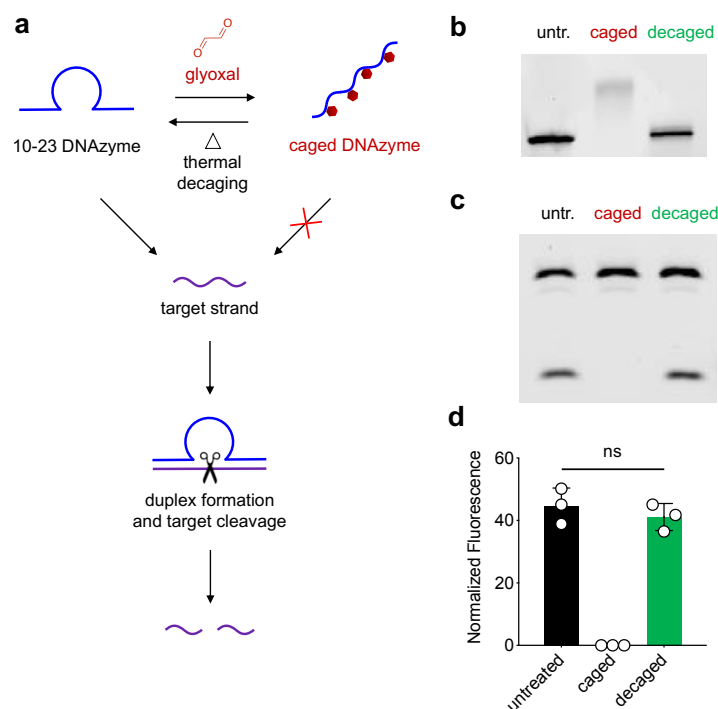 a
O
O
glyoxal
10-23 DNAzyme
△
thermal
decaging
caged DNAzyme
target strand
duplex formation
and target cleavage
b
untr. caged decaged
c
untr. caged decaged
d
Normalized Fluorescence
60
40
20
0
ns
untreated
caged
decaged